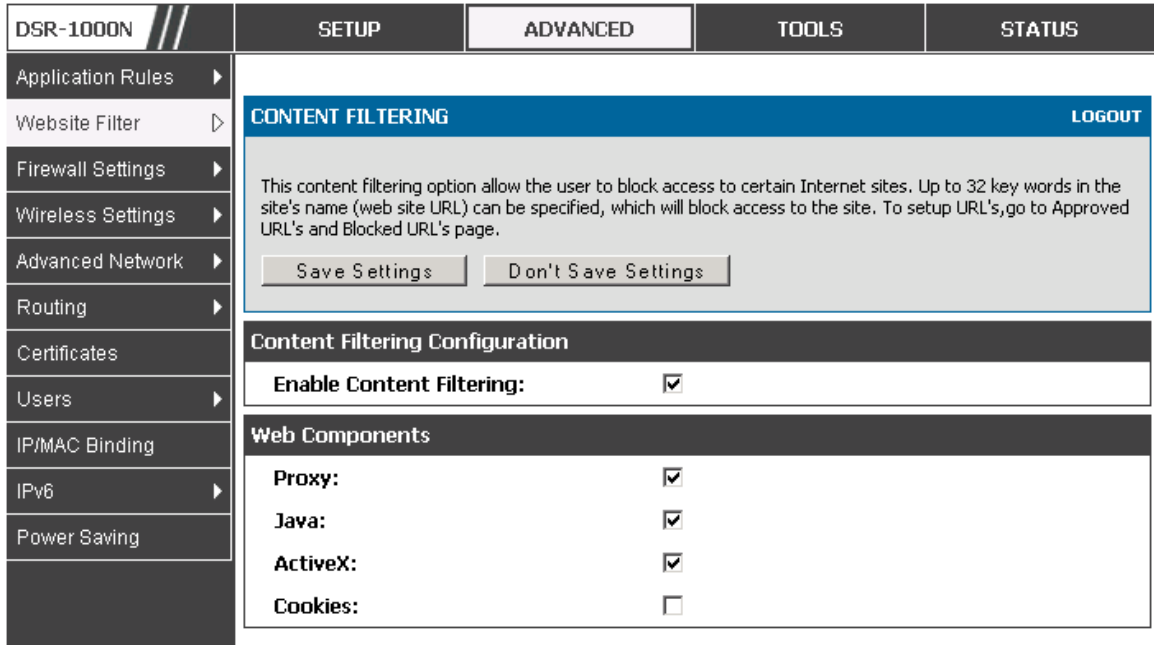 DSR-1000N
SETUP
ADVANCED
TOOLS
STATUS
Application Rules
Website Filter
Firewall Settings
Wireless Settings
Advanced Network
Routing
Certificates
Users
IP/MAC Binding
IPv6
Power Saving
CONTENT FILTERING
LOGOUT
This content filtering option allow the user to block access to certain Internet sites. Up to 32 key words in the
site's name (web site URL) can be specified, which will block access to the site. To setup URL's,go to Approved
URL's and Blocked URL's page.
Save Settings
Don't Save Settings
Content Filtering Configuration
Enable Content Filtering:
Web Components
Proxy:
Java:
ActiveX:
Cookies: